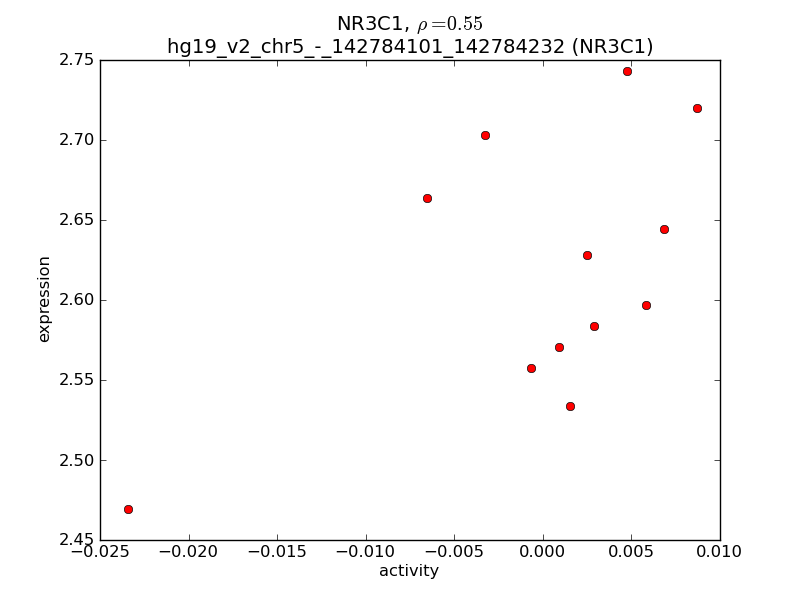 NR3C1, ρ=0.55
hg19_v2_chr5_-_142784101_142784232 (NR3C1)
2.75
2.70
2.65
2.60
2.55
2.50
2.45
expression
−0.025 −0.020 −0.015 −0.010 −0.005 0.000 0.005 0.010
activity